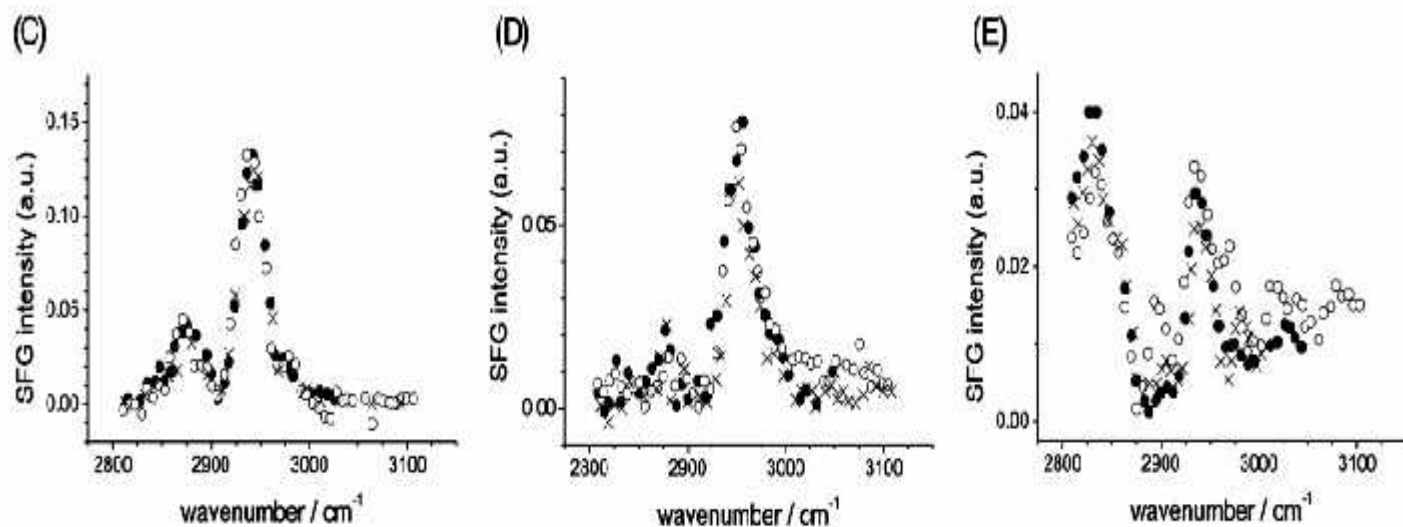 (C)
SFG intensity (a.u.)
0.15
0.10
0.05
0.00
2800 2900 3000 3100
wavenumber / cm⁻¹
(D)
SFG intensity (a.u.)
0.05
0.00
2300 2900 3000 3100
wavenumber / cm⁻¹
(E)
SFG intensity (a.u.)
0.04
0.02
0.00
2800 2900 3000 3100
wavenumber / cm⁻¹